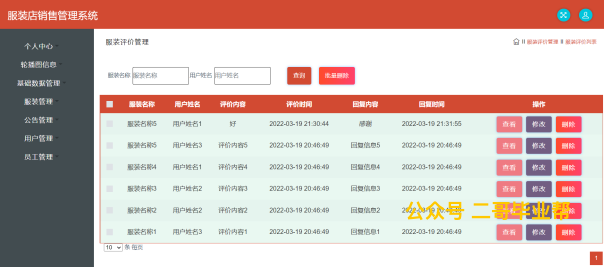 服装店销售管理系统
个人中心
轮播图信息
基础数据管理
服装管理
公告管理
用户管理
员工管理
服装评价管理
服装评价管理 服装评价列表
服装名称 服装名称 用户姓名 用户姓名 查询 批量删除
服装名称 用户姓名 评价内容 评价时间 回复内容 回复时间 操作
服装名称5 用户姓名1 好 2022-03-19 21:30:44 感谢 2022-03-19 21:31:55 查看 修改 删除
服装名称5 用户姓名3 评价内容5 2022-03-19 20:46:49 回复信息5 2022-03-19 20:46:49 查看 修改 删除
服装名称4 用户姓名3 评价内容4 2022-03-19 20:46:49 回复信息4 2022-03-19 20:46:49 查看 修改 删除
服装名称3 用户姓名2 评价内容3 2022-03-19 20:46:49 回复信息3 2022-03-19 20:46:49 查看 修改 删除
服装名称2 用户姓名2 评价内容2 2022-03-19 20:46:49 回复信息2 2022-03-19 20:46:49 查看 修改 删除
公众号 二哥毕业帮
服装名称1 用户姓名3 评价内容1 2022-03-19 20:46:49 回复信息1 2022-03-19 20:46:49 查看 修改 删除
10 条 每页
1